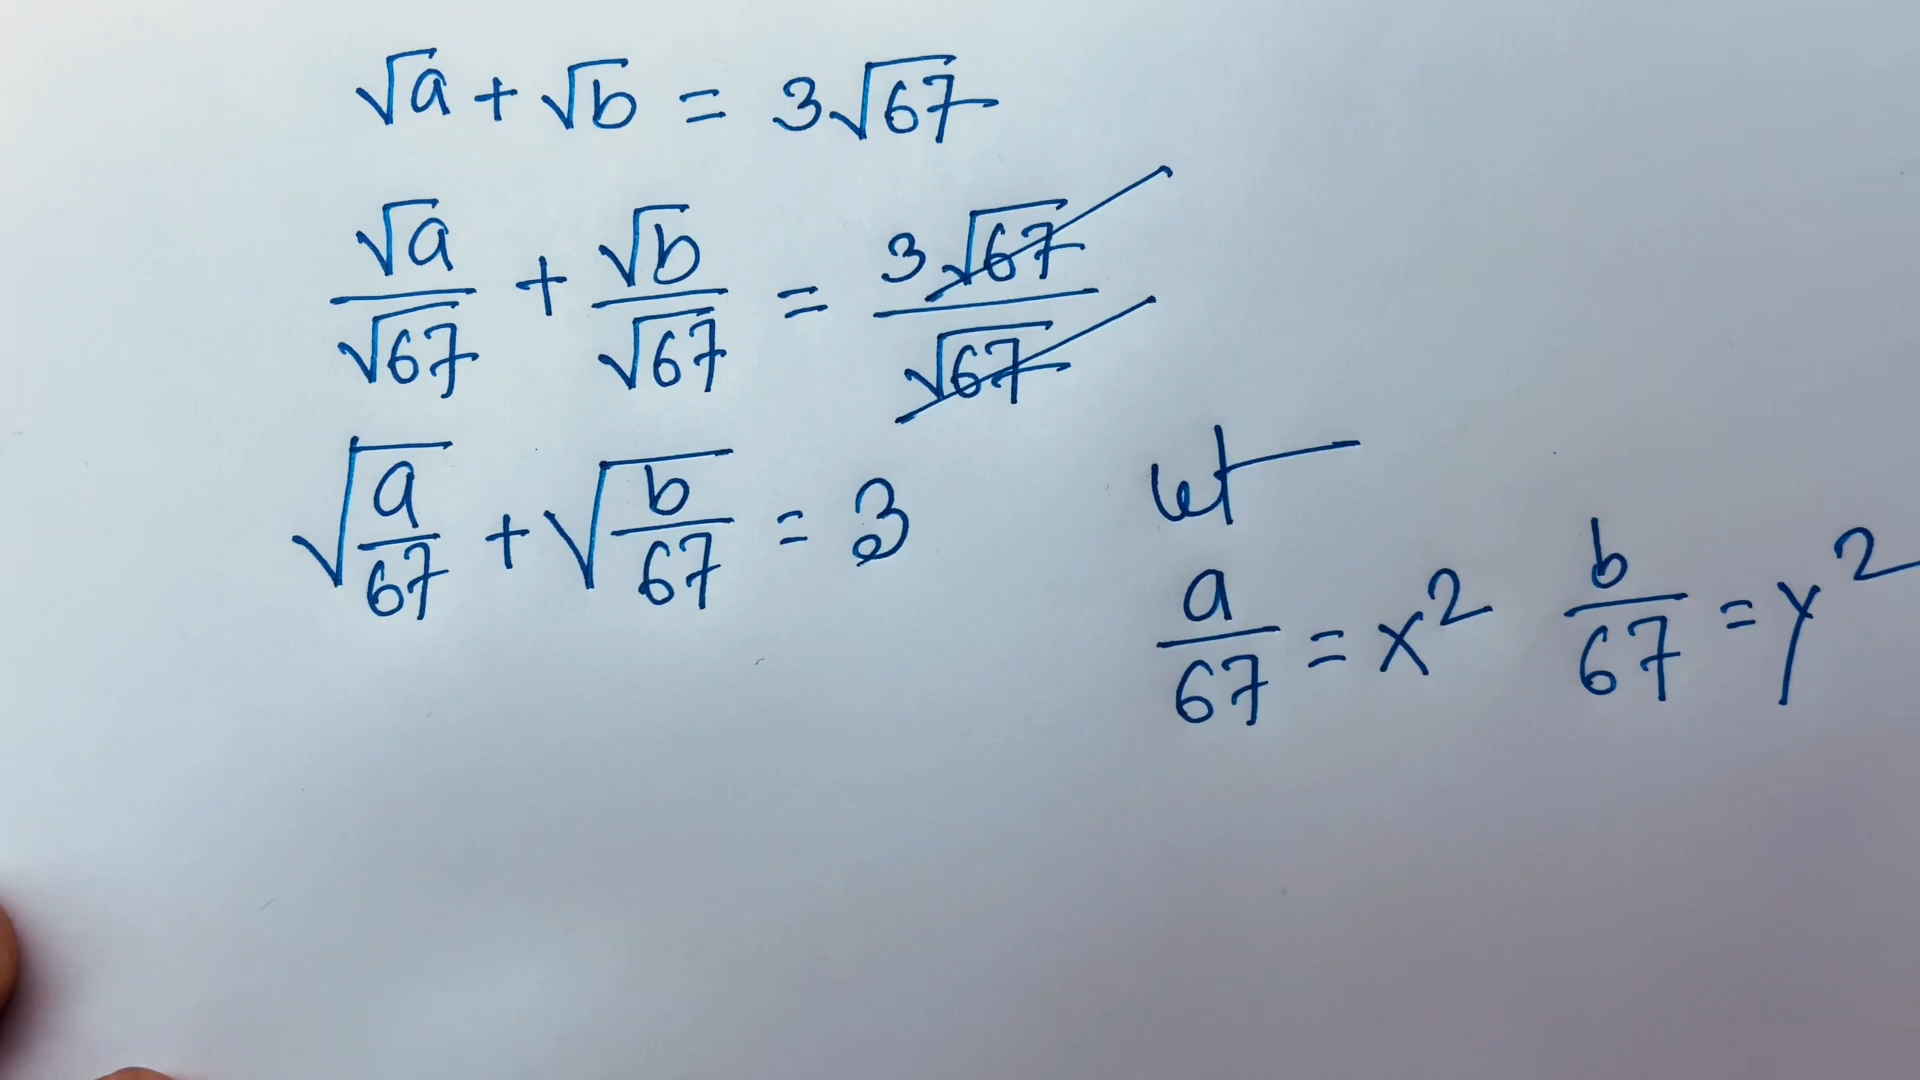 √a + √b = 3√67
√a/√67 + √b/√67 = 3√67/√67
√(a/67) + √(b/67) = 3
let
a/67 = x² b/67 = y²